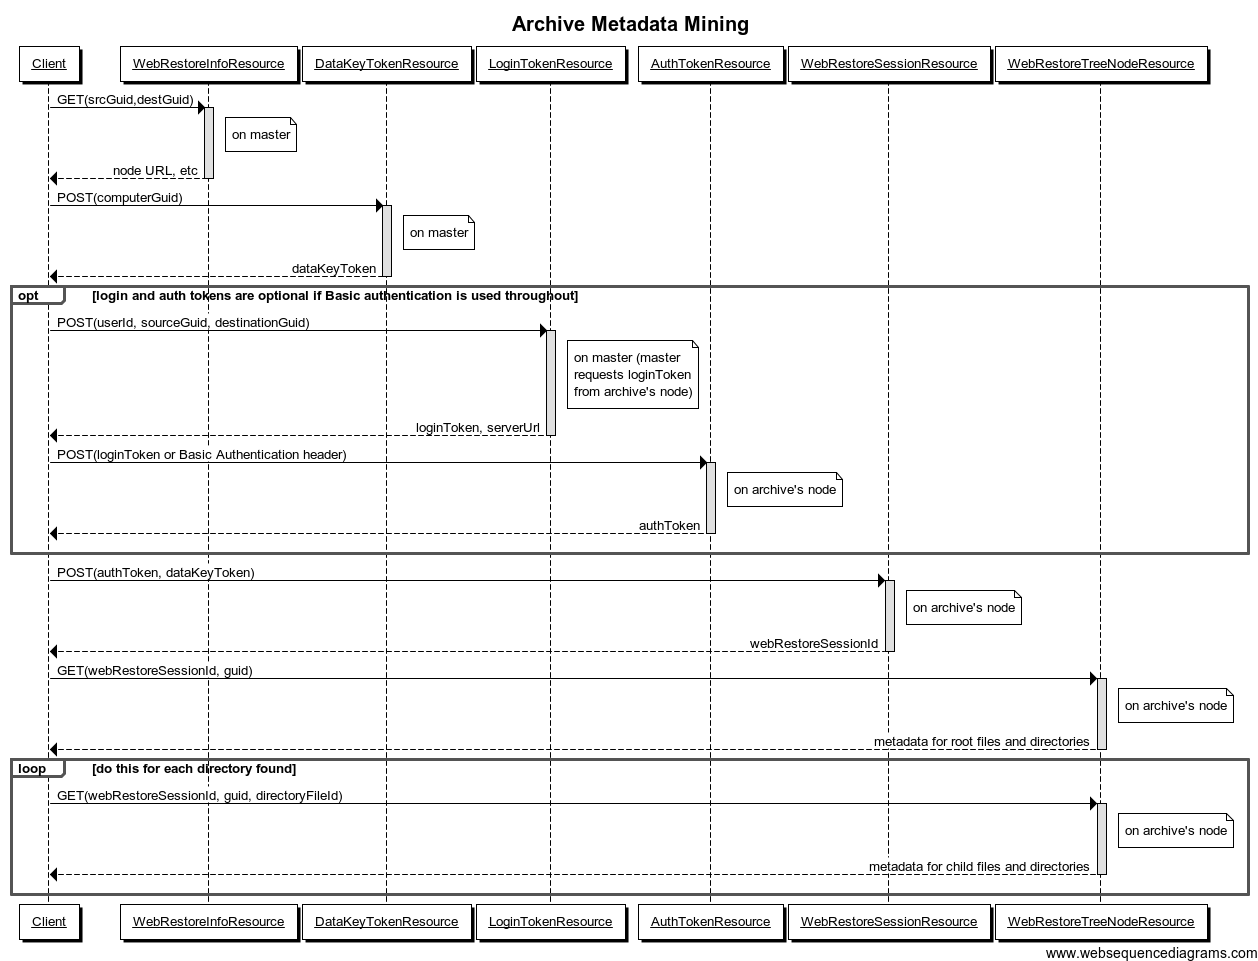 Archive Metadata Mining
Client
WebRestoreInfoResource
DataKeyTokenResource
LoginTokenResource
AuthTokenResource
WebRestoreSessionResource
WebRestoreTreeNodeResource
GET(srcGuid,destGuid)
on master
node URL, etc
POST(computerGuid)
on master
dataKeyToken
opt
[login and auth tokens are optional if Basic authentication is used throughout]
POST(userId, sourceGuid, destinationGuid)
on master (master
requests loginToken
from archive's node)
loginToken, serverUrl
POST(loginToken or Basic Authentication header)
on archive's node
authToken
POST(authToken, dataKeyToken)
on archive's node
webRestoreSessionId
GET(webRestoreSessionId, guid)
on archive's node
metadata for root files and directories
loop
[do this for each directory found]
GET(webRestoreSessionId, guid, directoryFileId)
on archive's node
metadata for child files and directories
Client
WebRestoreInfoResource
DataKeyTokenResource
LoginTokenResource
AuthTokenResource
WebRestoreSessionResource
WebRestoreTreeNodeResource
www.websequencediagrams.com